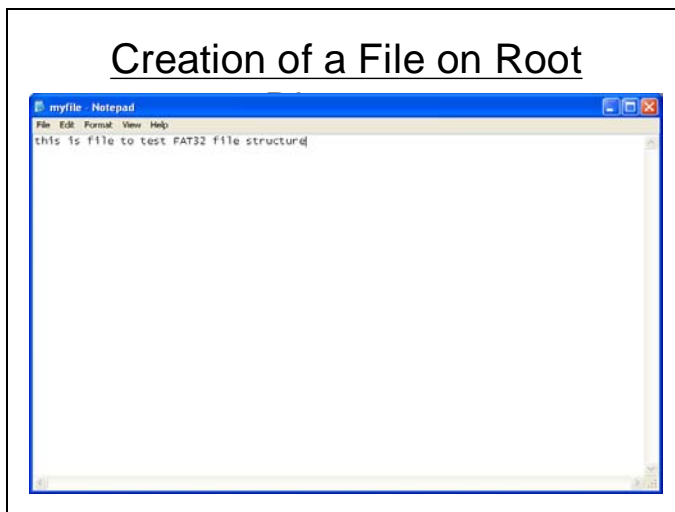 Creation of a File on Root
myfile - Notepad
File Edit Format View Help
this is file to test FAT32 file structure